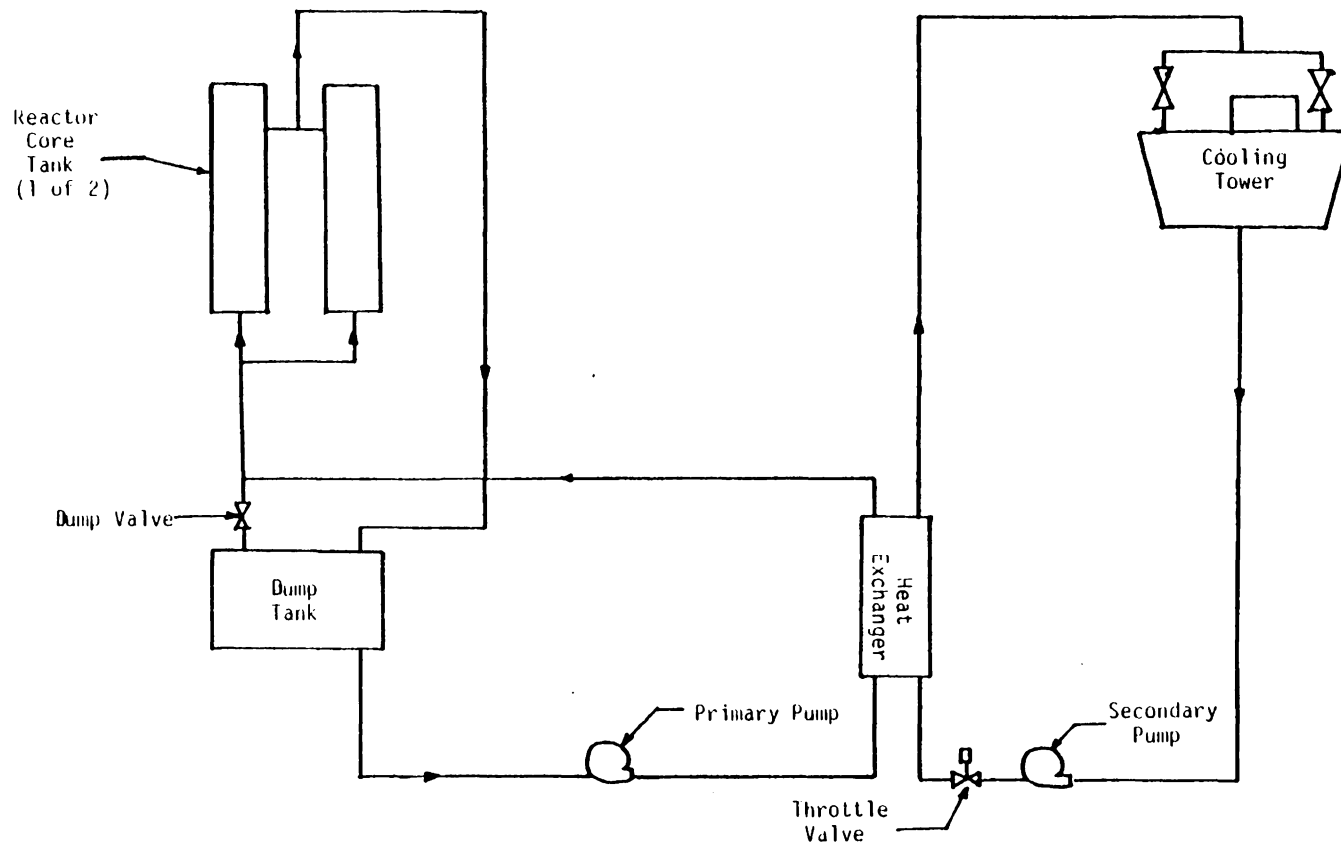 Reactor
Core
Tank
(1 of 2)
Cooling
Tower
Dump Valve
Dump
Tank
Heat
Exchanger
Primary Pump
Secondary
Pump
Throttle
Valve